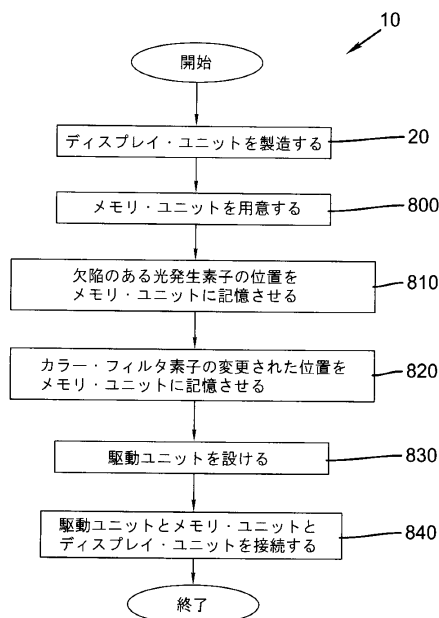 10
開始
ディスプレイ・ユニットを製造する
20
メモリ・ユニットを用意する
800
欠陥のある光発生素子の位置を
メモリ・ユニットに記憶させる
810
カラー・フィルタ素子の変更された位置を
メモリ・ユニットに記憶させる
820
駆動ユニットを設ける
830
駆動ユニットとメモリ・ユニットと
ディスプレイ・ユニットを接続する
840
終了